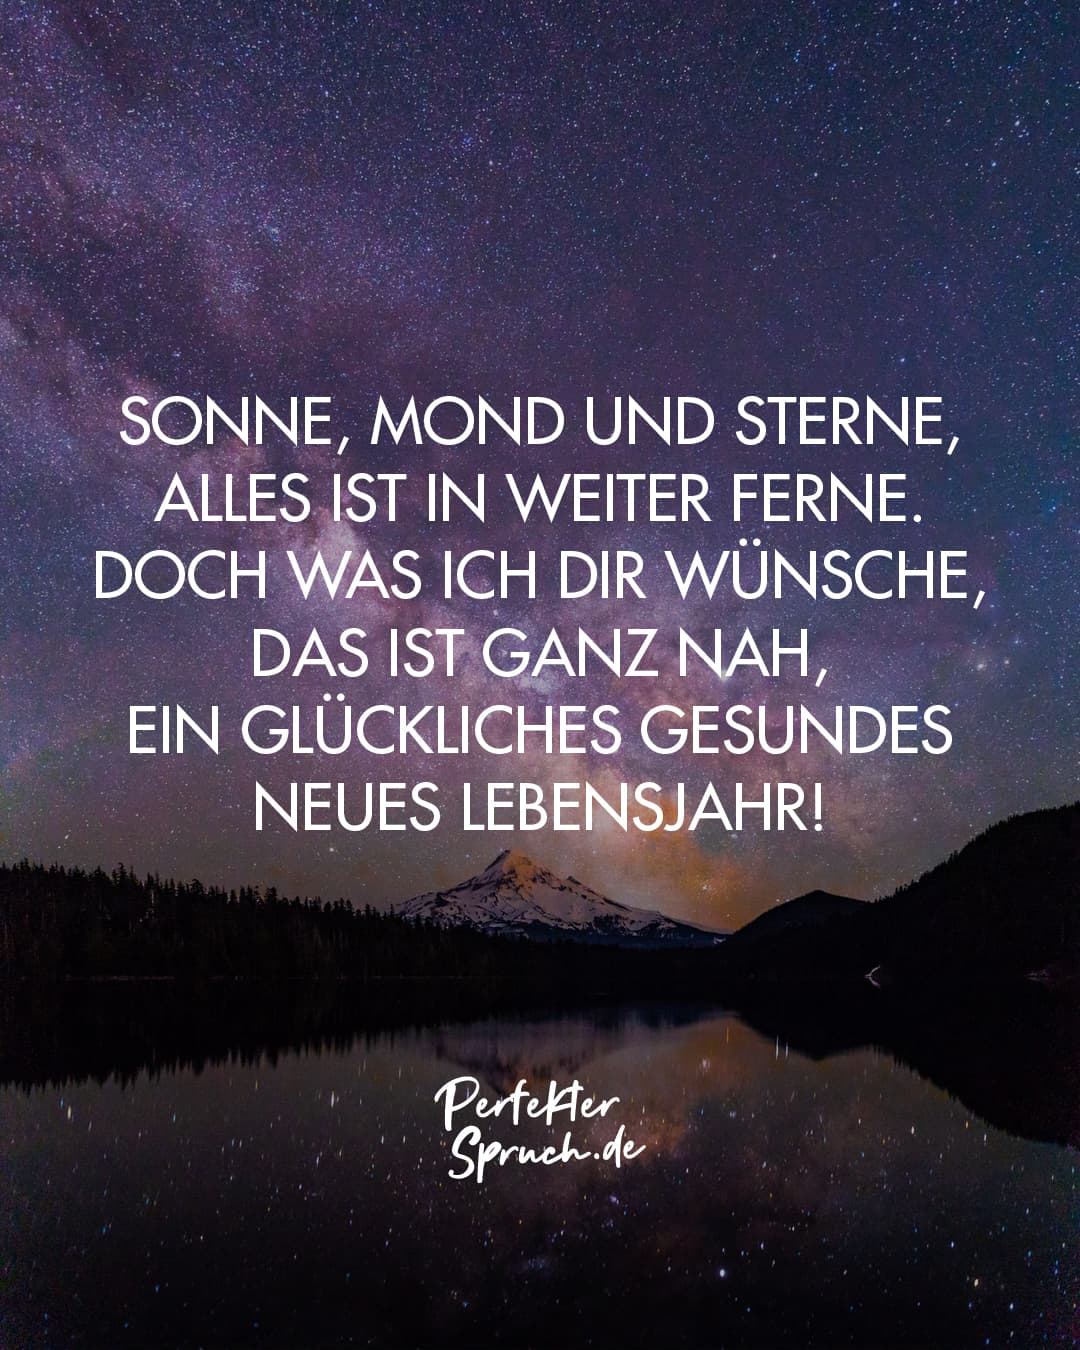 SONNE, MOND UND STERNE,
ALLES IST IN WEITER FERNE.
DOCH WAS ICH DIR WÜNSCHE,
DAS IST GANZ NAH,
EIN GLÜCKLICHES GESUNDES
NEUES LEBENSJAHR!
Perfekter
Spruch.de